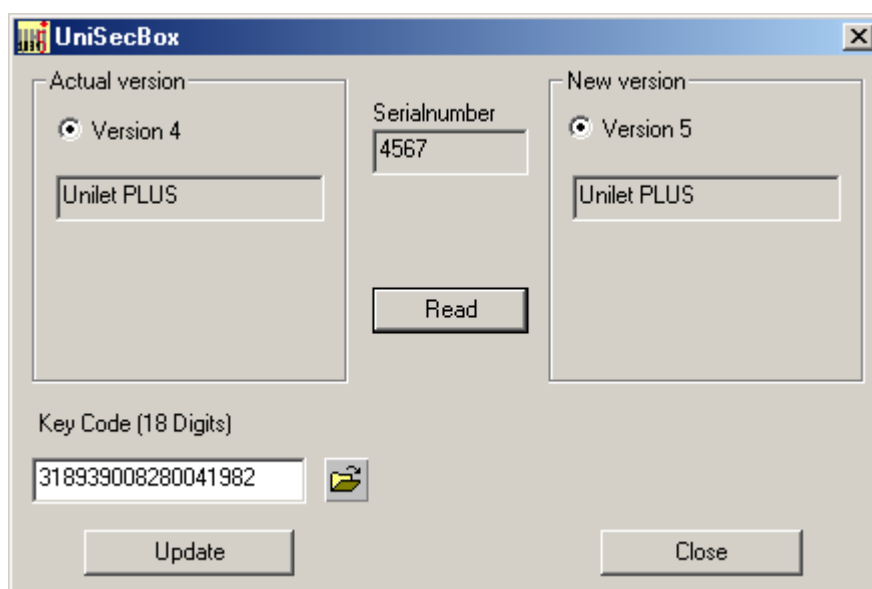 UniSecBox
Actual version
Version 4
Unilet PLUS
Serialnumber
4567
Read
New version
Version 5
Unilet PLUS
Key Code (18 Digits)
318939008280041982
Update
Close